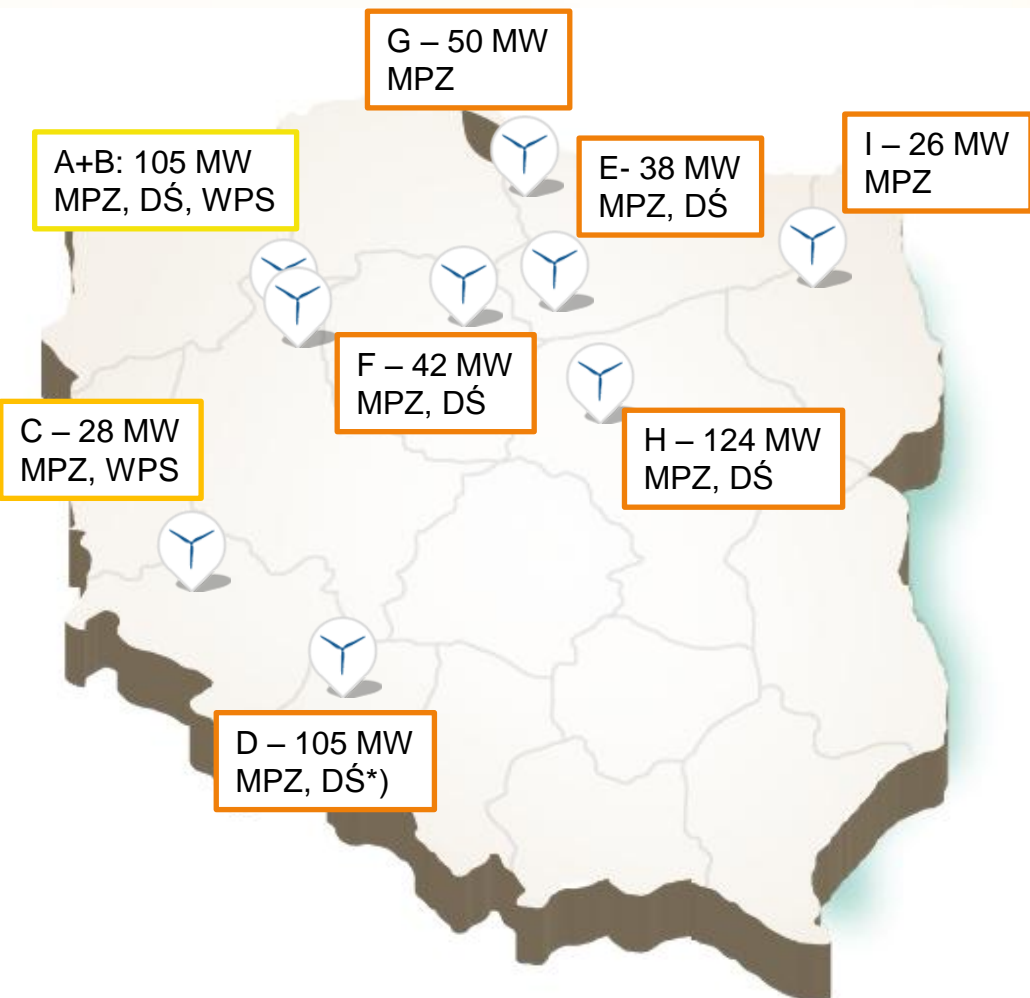 G – 50 MW
MPZ
A+B: 105 MW
MPZ, DŚ, WPS
E- 38 MW
MPZ, DŚ
I – 26 MW
MPZ
F – 42 MW
MPZ, DŚ
C – 28 MW
MPZ, WPS
H – 124 MW
MPZ, DŚ
D – 105 MW
MPZ, DŚ*)